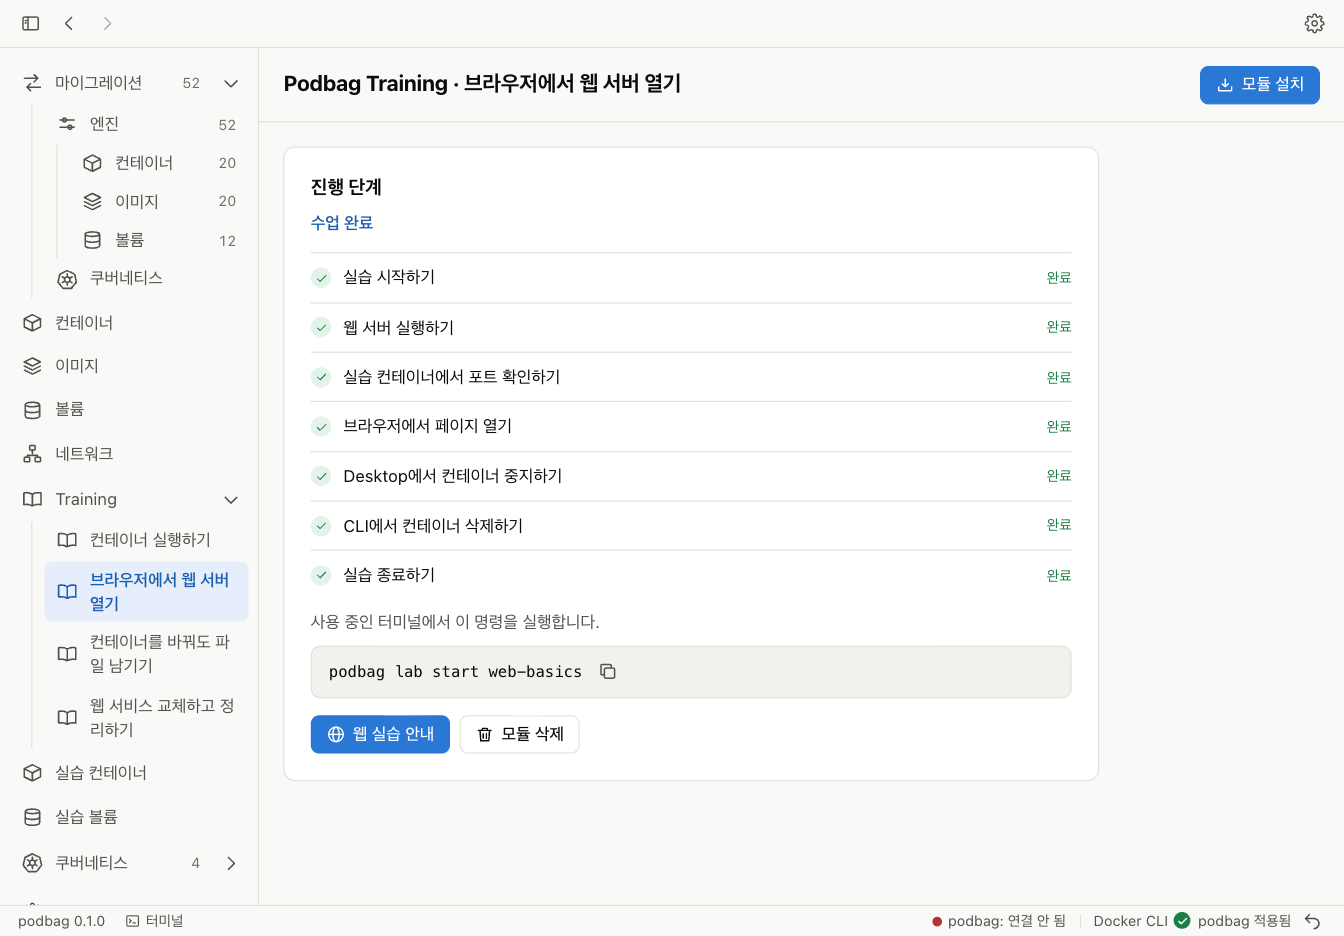 마이그레이션 52
엔진 52
컨테이너 20
이미지 20
볼륨 12
쿠버네티스
컨테이너
이미지
볼륨
네트워크
Training
컨테이너 실행하기
브라우저에서 웹 서버
열기
컨테이너를 바꿔도 파
일 남기기
웹 서비스 교체하고 정
리하기
실습 컨테이너
실습 볼륨
쿠버네티스 4
Podbag Training · 브라우저에서 웹 서버 열기
모듈 설치
진행 단계
수업 완료
실습 시작하기 완료
웹 서버 실행하기 완료
실습 컨테이너에서 포트 확인하기 완료
브라우저에서 페이지 열기 완료
Desktop에서 컨테이너 중지하기 완료
CLI에서 컨테이너 삭제하기 완료
실습 종료하기 완료
사용 중인 터미널에서 이 명령을 실행합니다.
podbag lab start web-basics
웹 실습 안내 모듈 삭제
podbag 0.1.0 터미널 podbag: 연결 안 됨 Docker CLI podbag 적용됨